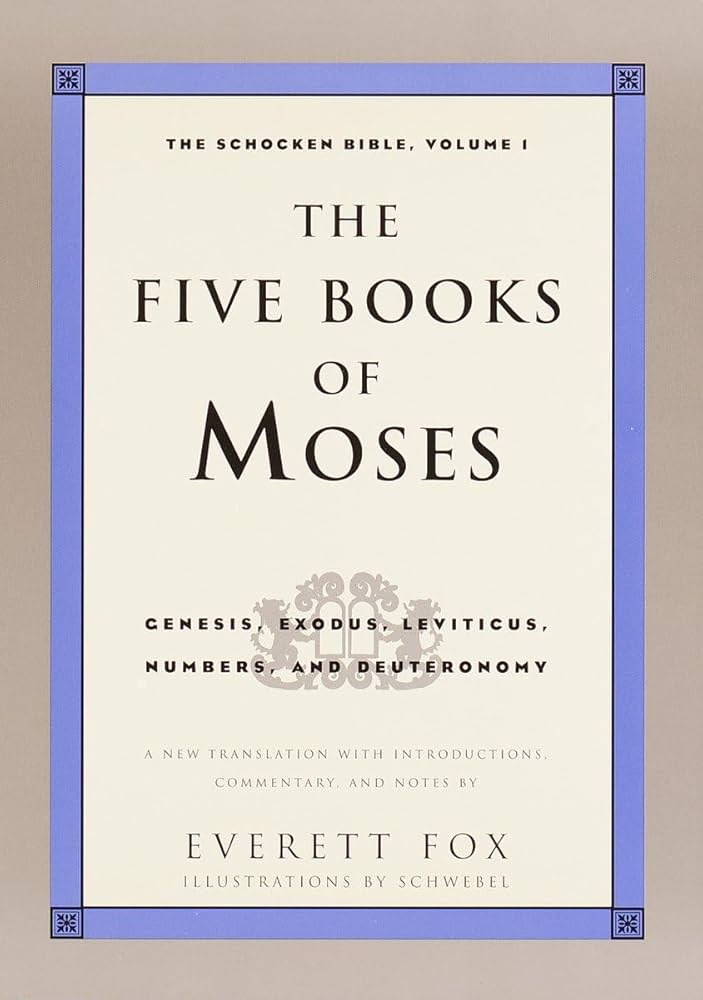 THE SCHOCKEN BIBLE, VOLUME I
THE
FIVE BOOKS
OF
MOSES
GENESIS, EXODUS, LEVITICUS,
NUMBERS, AND DEUTERONOMY
A NEW TRANSLATION WITH INTRODUCTIONS,
COMMENTARY, AND NOTES BY
EVERETT FOX
ILLUSTRATIONS BY SCHWEBEL